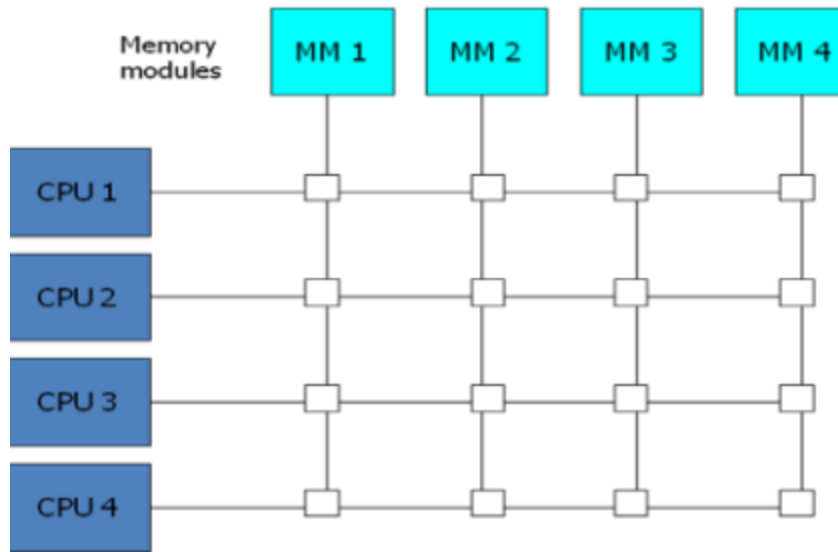 Memory
modules
MM 1
MM 2
MM 3
MM 4
CPU 1
CPU 2
CPU 3
CPU 4